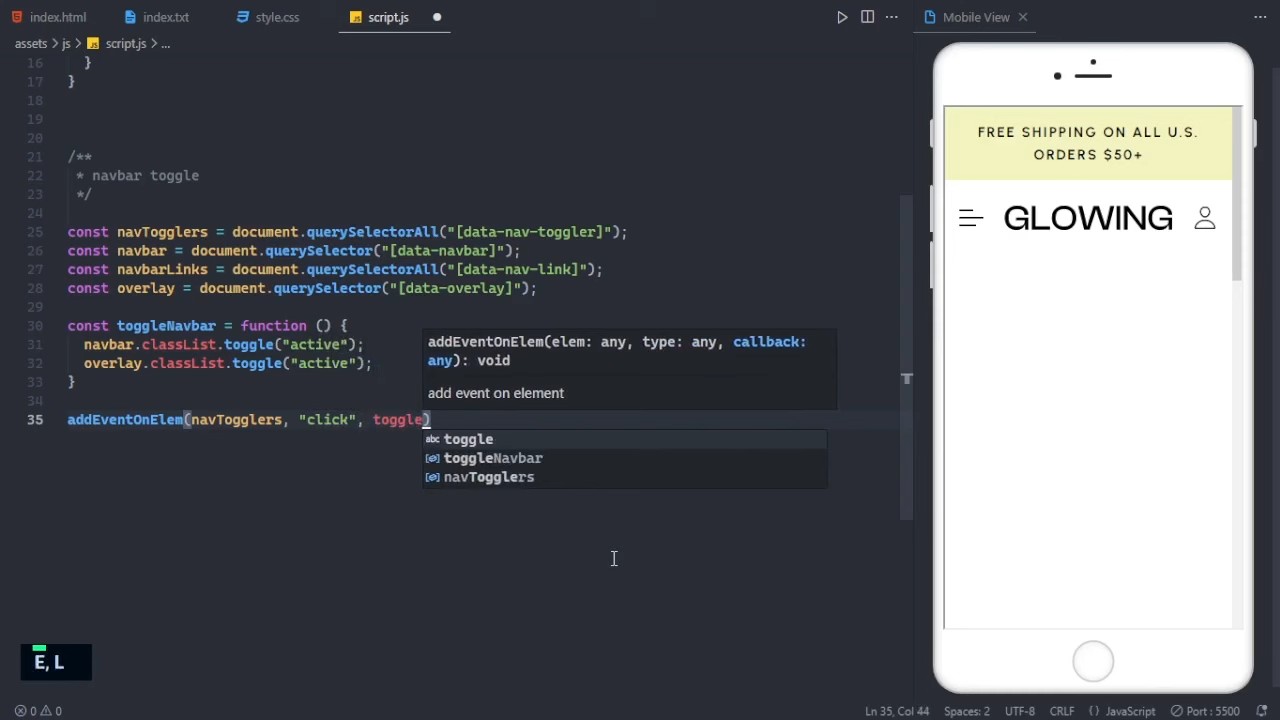 index.html
index.txt
style.css
script.js
Mobile View
assets > js > JS script.js > ...
16 }
17 }
18
19
20
21 /**
22 * navbar toggle
23 */
24
25 const navTogglers = document.querySelectorAll("[data-nav-toggler]");
26 const navbar = document.querySelector("[data-navbar]");
27 const navbarLinks = document.querySelectorAll("[data-nav-link]");
28 const overlay = document.querySelector("[data-overlay]");
29
30 const toggleNavbar = function () {
31 navbar.classList.toggle("active");
32 overlay.classList.toggle("active");
33 }
34
35 addEventOnElem(navTogglers, "click", toggle)
addEventOnElem(elem: any, type: any, callback:
any): void
add event on element
abc toggle
toggleNavbar
navTogglers
FREE SHIPPING ON ALL U.S.
ORDERS $50+
GLOWING
E, L
0 0
Ln 35, Col 44
Spaces: 2
UTF-8
CRLF
{ } JavaScript
Port : 5500